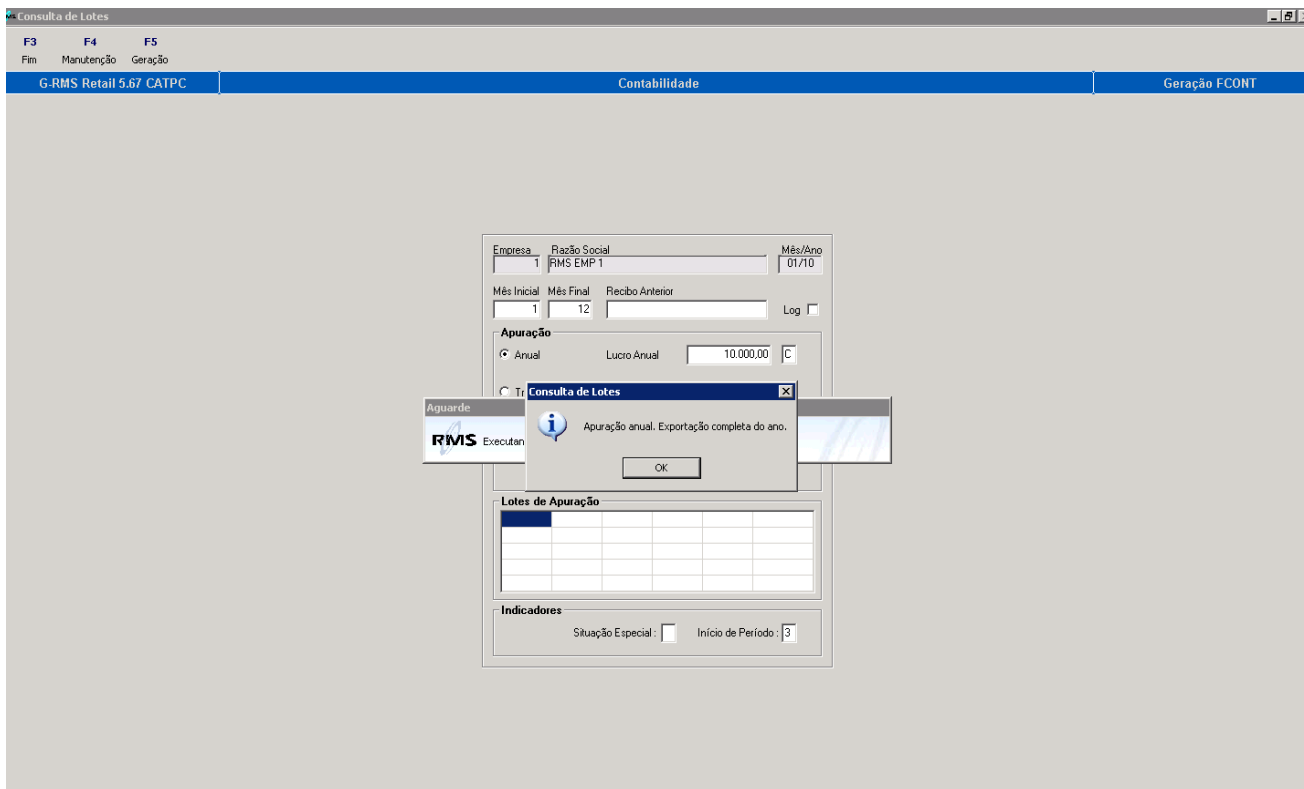 Consulta de Lotes
F3 F4 F5
Fim Manutenção Geração
G-RMS Retail 5.67 CATPC Contabilidade Geração FCONT
Empresa Razão Social Mês/Ano
1 RMS EMP 1 01/10
Mês Inicial Mês Final Recibo Anterior
1 12 Log
Apuração
Anual Lucro Anual 10.000,00 C
Consulta de Lotes
Aguarde
Apuração anual. Exportação completa do ano.
RMS
OK
Lotes de Apuração
Indicadores
Situação Especial : Início de Período : 3